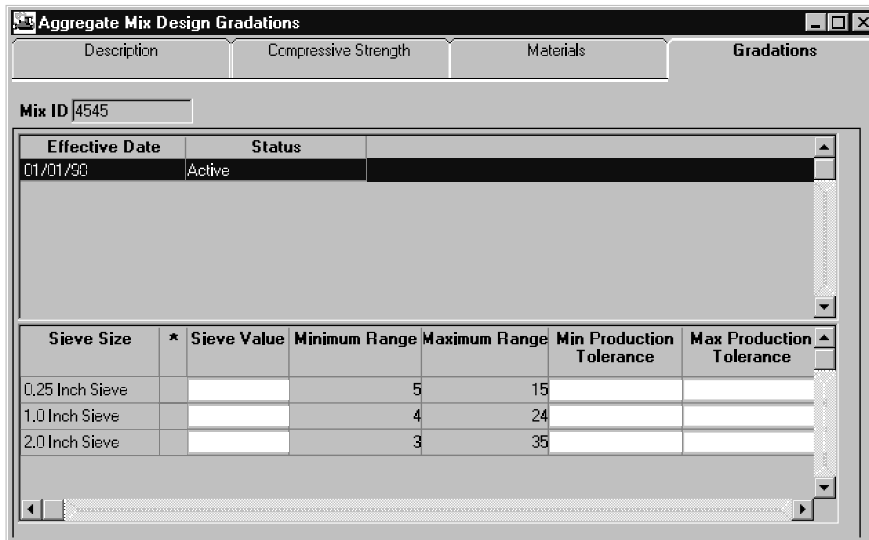 Aggregate Mix Design Gradations
Description Compressive Strength Materials Gradations
Mix ID 4545
Effective Date Status
01/01/90 Active
Sieve Size * Sieve Value Minimum Range Maximum Range Min Production Tolerance Max Production Tolerance
0.25 Inch Sieve 5 15
1.0 Inch Sieve 4 24
2.0 Inch Sieve 3 35